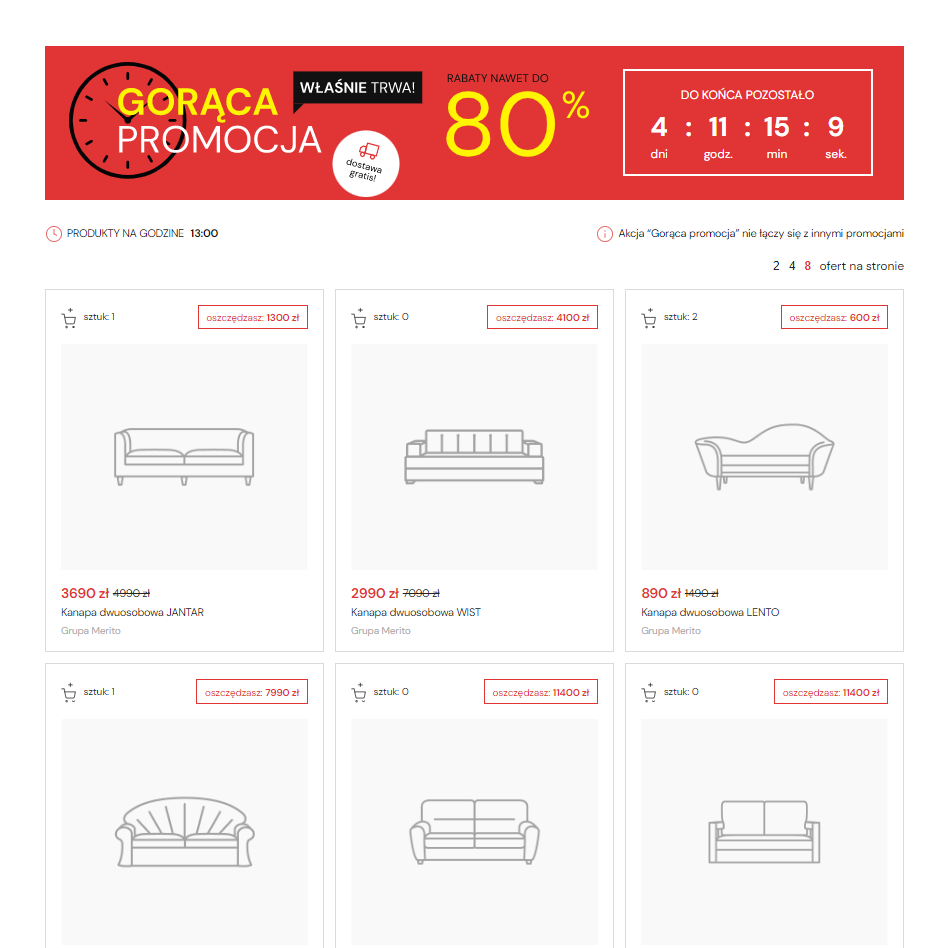 GORĄCA
PROMOCJA
WŁAŚNIE TRWA!
dostawa
gratis!
RABATY NAWET DO
80%
DO KOŃCA POZOSTAŁO
4 : 11 : 15 : 9
dni godz. min sek.
PRODUKTY NA GODZINE 13:00
Akcja “Gorąca promocja” nie łączy się z innymi promocjami
2 4 8 ofert na stronie
sztuk: 1
oszczędzasz: 1300 zł
3690 zł 4990 zł
Kanapa dwuosobowa JANTAR
Grupa Merito
sztuk: 0
oszczędzasz: 4100 zł
2990 zł 7090 zł
Kanapa dwuosobowa WIST
Grupa Merito
sztuk: 2
oszczędzasz: 600 zł
890 zł 1490 zł
Kanapa dwuosobowa LENTO
Grupa Merito
sztuk: 1
oszczędzasz: 7990 zł
sztuk: 0
oszczędzasz: 11400 zł
sztuk: 0
oszczędzasz: 11400 zł